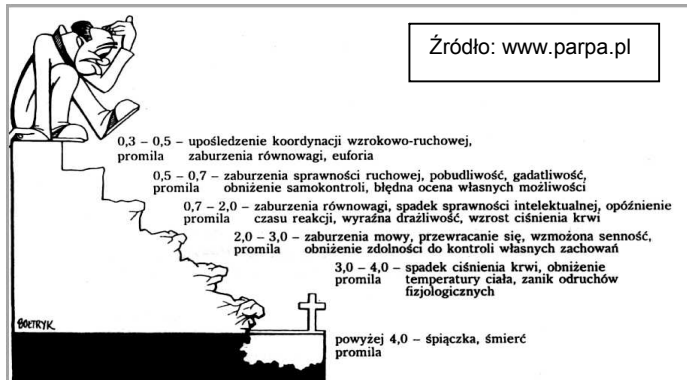 Źródło: www.parpa.pl
0,3 – 0,5 – upośledzenie koordynacji wzrokowo-ruchowej,
promila zaburzenia równowagi, euforia
0,5 – 0,7 – zaburzenia sprawności ruchowej, pobudliwość, gadatliwość,
promila obniżenie samokontroli, błędna ocena własnych możliwości
0,7 – 2,0 – zaburzenia równowagi, spadek sprawności intelektualnej, opóźnienie
promila czasu reakcji, wyraźna drażliwość, wzrost ciśnienia krwi
2,0 – 3,0 – zaburzenia mowy, przewracanie się, wzmożona senność,
promila obniżenie zdolności do kontroli własnych zachowań
3,0 – 4,0 – spadek ciśnienia krwi, obniżenie
promila temperatury ciała, zanik odruchów
fizjologicznych
BOŁTRYK
powyżej 4,0 – śpiączka, śmierć
promila